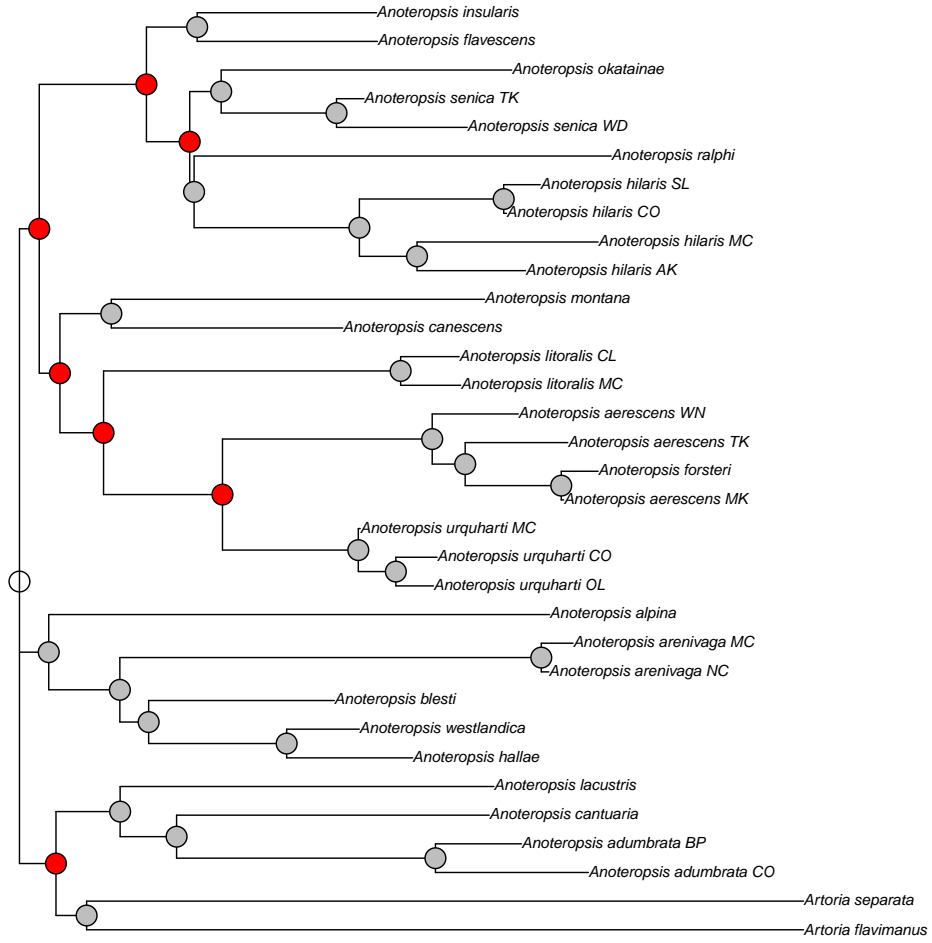 Anoteropsis insularis
Anoteropsis flavescens
Anoteropsis okatainae
Anoteropsis senica TK
Anoteropsis senica WD
Anoteropsis ralphi
Anoteropsis hilaris SL
Anoteropsis hilaris CO
Anoteropsis hilaris MC
Anoteropsis hilaris AK
Anoteropsis montana
Anoteropsis canescens
Anoteropsis litoralis CL
Anoteropsis litoralis MC
Anoteropsis aerescens WN
Anoteropsis aerescens TK
Anoteropsis forsteri
Anoteropsis aerescens MK
Anoteropsis urquharti MC
Anoteropsis urquharti CO
Anoteropsis urquharti OL
Anoteropsis alpina
Anoteropsis arenivaga MC
Anoteropsis arenivaga NC
Anoteropsis blesti
Anoteropsis westlandica
Anoteropsis hallae
Anoteropsis lacustris
Anoteropsis cantuaria
Anoteropsis adumbrata BP
Anoteropsis adumbrata CO
Artoria separata
Artoria flavimanus